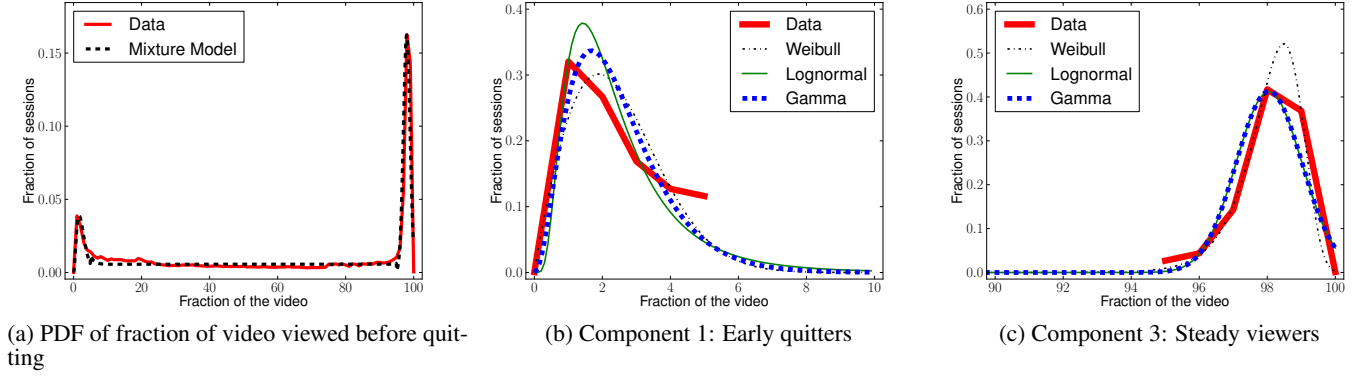 Data
Mixture Model
0.15
0.10
0.05
0.00
Fraction of sessions
0
20
40
60
80
100
Fraction of the video
(a) PDF of fraction of video viewed before quit-
ting
Data
Weibull
Lognormal
Gamma
0.4
0.3
0.2
0.1
0.0
Fraction of sessions
0
2
4
6
8
10
Fraction of the video
(b) Component 1: Early quitters
Data
Weibull
Lognormal
Gamma
0.6
0.5
0.4
0.3
0.2
0.1
0.0
Fraction of sessions
90
92
94
96
98
100
Fraction of the video
(c) Component 3: Steady viewers